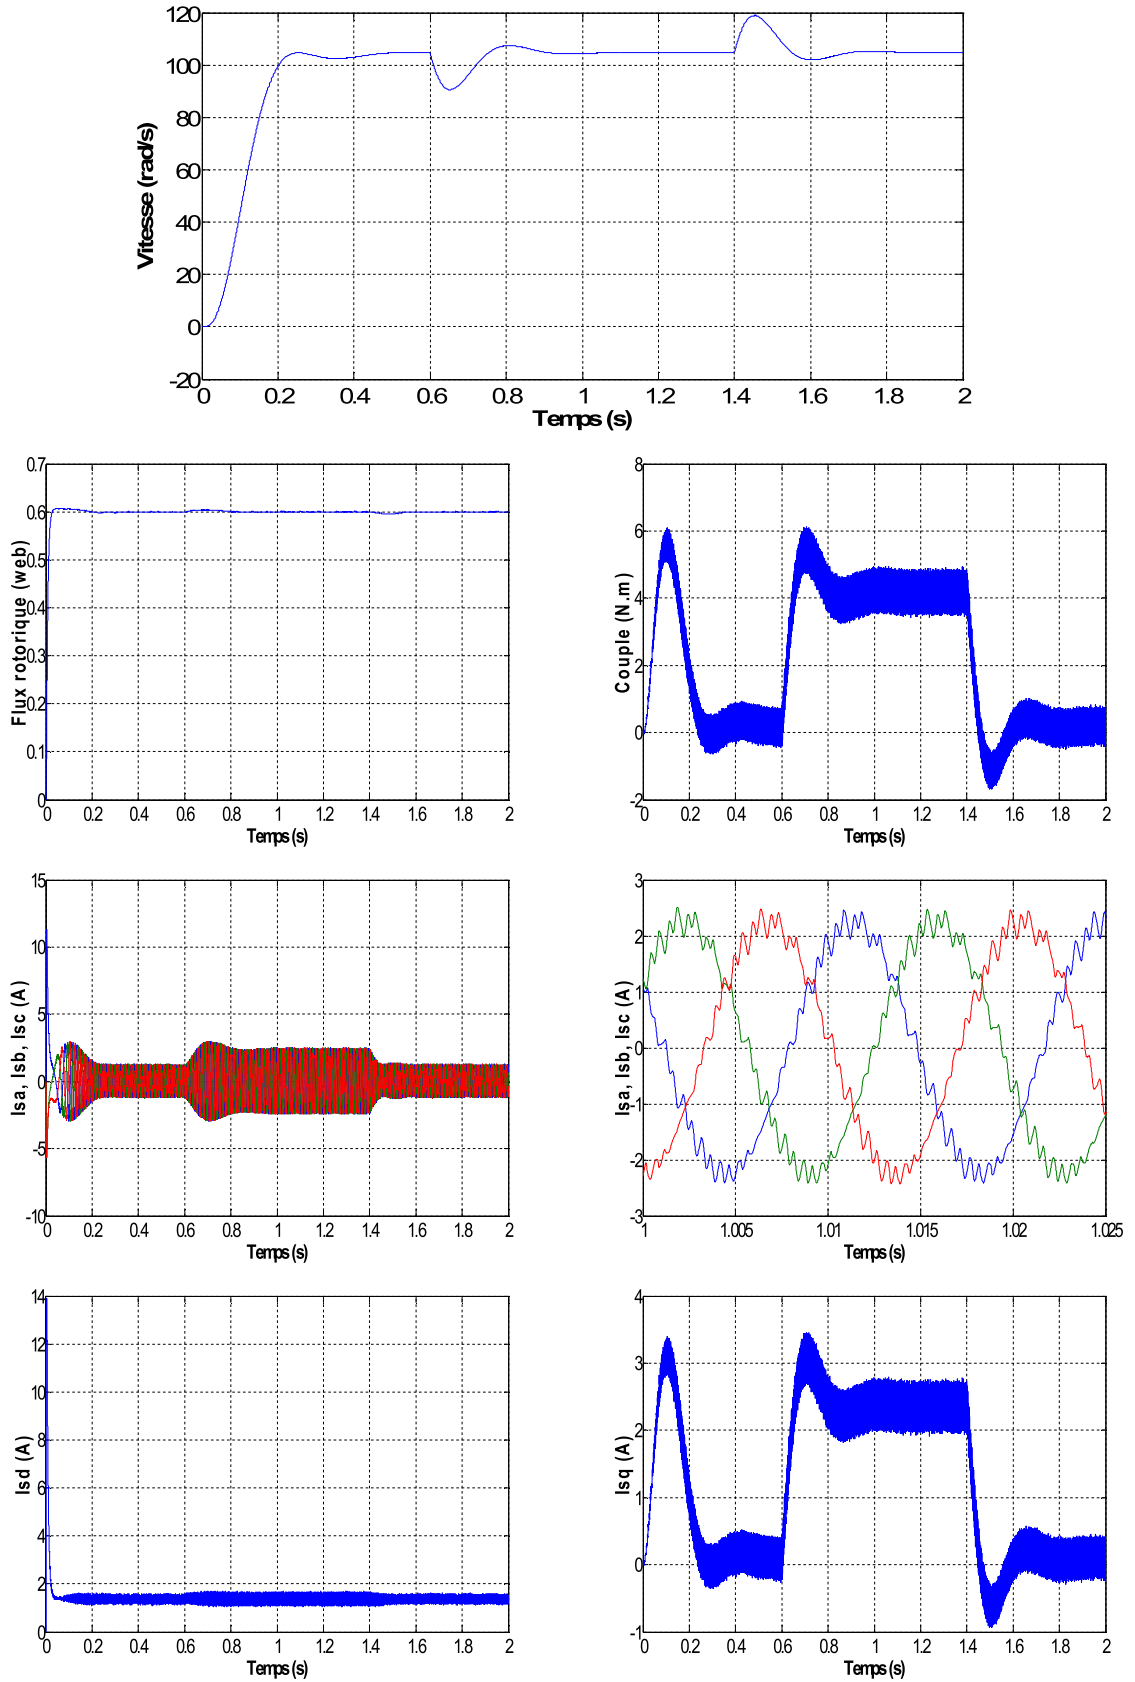 120
100
80
60
40
20
0
-20
Vitesse (rad/s)
0 0.2 0.4 0.6 0.8 1 1.2 1.4 1.6 1.8 2
Temps (s)
0.7
0.6
0.5
0.4
0.3
0.2
0.1
0
Flux rotorique (web)
0 0.2 0.4 0.6 0.8 1 1.2 1.4 1.6 1.8 2
Temps (s)
8
6
4
2
0
-2
Couple (N.m)
0 0.2 0.4 0.6 0.8 1 1.2 1.4 1.6 1.8 2
Temps (s)
15
10
5
0
-5
-10
Isa, Isb, Isc (A)
0 0.2 0.4 0.6 0.8 1 1.2 1.4 1.6 1.8 2
Temps (s)
3
2
1
0
-1
-2
-3
Isa, Isb, Isc (A)
1 1.005 1.01 1.015 1.02 1.025
Temps (s)
14
12
10
8
6
4
2
0
Isd (A)
0 0.2 0.4 0.6 0.8 1 1.2 1.4 1.6 1.8 2
Temps (s)
4
3
2
1
0
-1
Isq (A)
0 0.2 0.4 0.6 0.8 1 1.2 1.4 1.6 1.8 2
Temps (s)